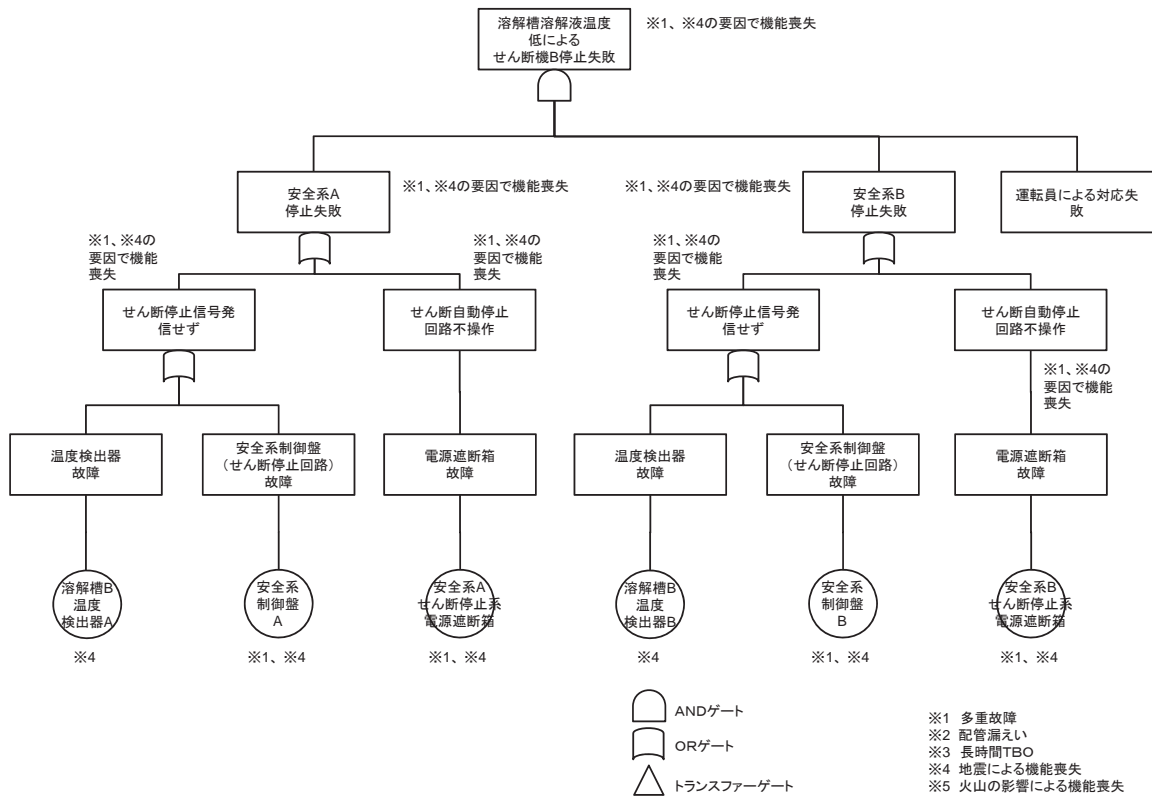 溶解槽溶解液温度
低による
せん断機B停止失敗
※1、※4の要因で機能喪失
安全系A
停止失敗
※1、※4の要因で機能喪失
※1、※4の要因で機能喪失
安全系B
停止失敗
運転員による対応失
敗
※1、※4の
要因で機能
喪失
※1、※4の
要因で機能
喪失
※1、※4の
要因で機能
喪失
せん断停止信号発
信せず
せん断自動停止
回路不操作
せん断停止信号発
信せず
せん断自動停止
回路不操作
※1、※4の
要因で機能
喪失
温度検出器
故障
安全系制御盤
（せん断停止回路）
故障
電源遮断箱
故障
温度検出器
故障
安全系制御盤
（せん断停止回路）
故障
電源遮断箱
故障
溶解槽B
温度
検出器A
安全系
制御盤
A
安全系A
せん断停止系
電源遮断箱
溶解槽B
温度
検出器B
安全系
制御盤
B
安全系B
せん断停止系
電源遮断箱
※4
※1、※4
※1、※4
※4
※1、※4
※1、※4
ANDゲート
ORゲート
トランスファーゲート
※1 多重故障
※2 配管漏えい
※3 長時間TBO
※4 地震による機能喪失
※5 火山の影響による機能喪失